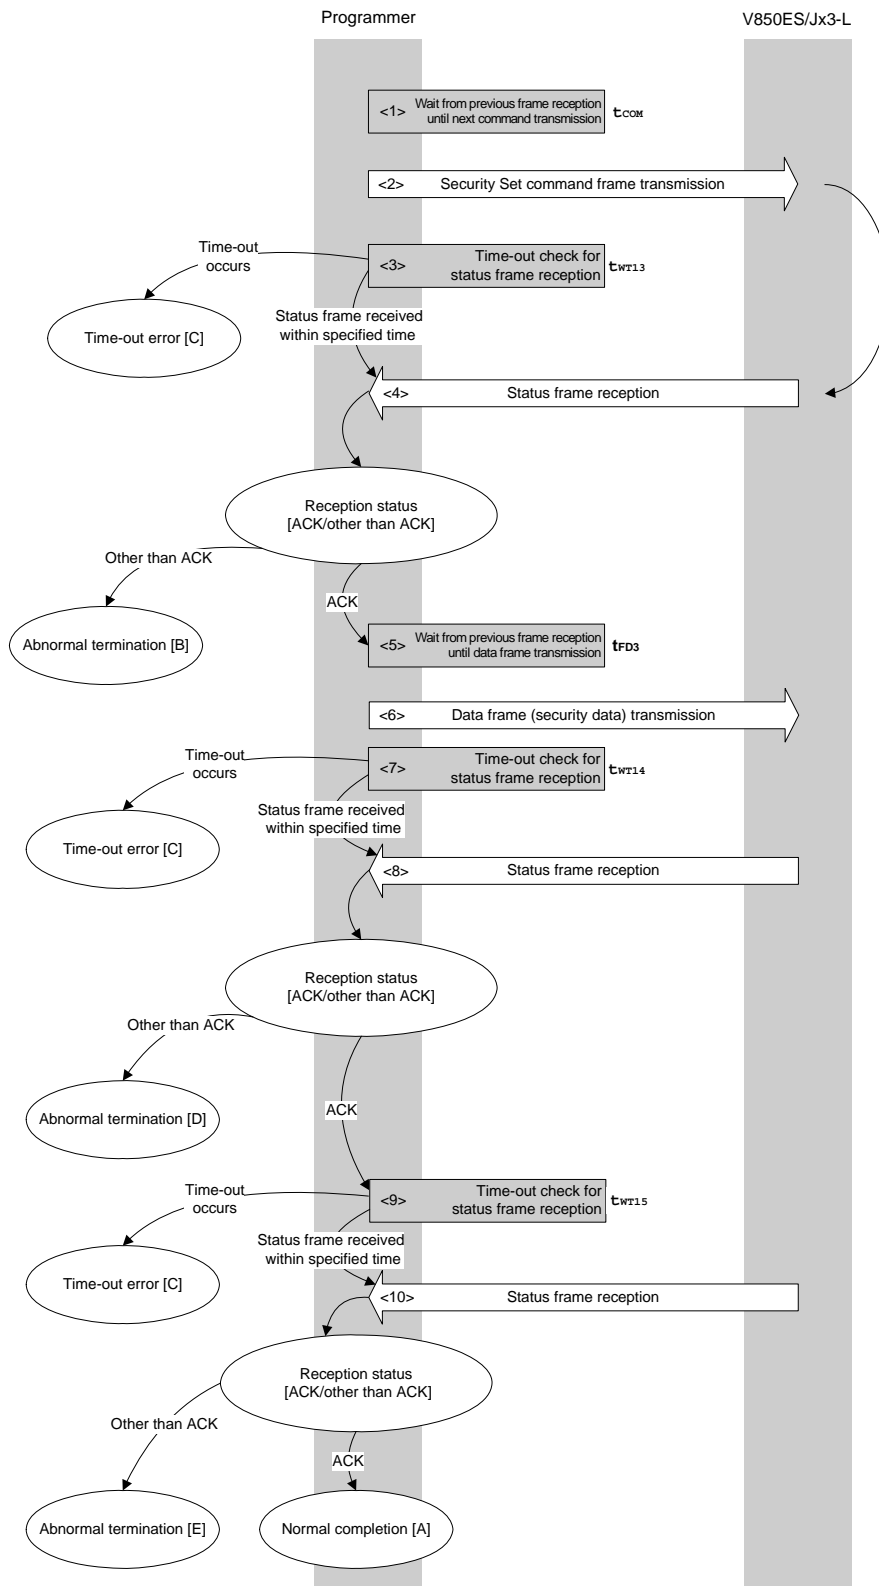 Programmer
V850ES/Jx3-L
<1> Wait from previous frame reception
until next command transmission
tCOM
<2> Security Set command frame transmission
Time-out
occurs
<3> Time-out check for
status frame reception
tWT13
Status frame received
within specified time
Time-out error [C]
<4> Status frame reception
Reception status
[ACK/other than ACK]
Other than ACK
ACK
Abnormal termination [B]
<5> Wait from previous frame reception
until data frame transmission
tFD3
<6> Data frame (security data) transmission
Time-out
occurs
<7> Time-out check for
status frame reception
tWT14
Status frame received
within specified time
Time-out error [C]
<8> Status frame reception
Reception status
[ACK/other than ACK]
Other than ACK
ACK
Abnormal termination [D]
Time-out
occurs
<9> Time-out check for
status frame reception
tWT15
Status frame received
within specified time
Time-out error [C]
<10> Status frame reception
Reception status
[ACK/other than ACK]
Other than ACK
ACK
Abnormal termination [E]
Normal completion [A]